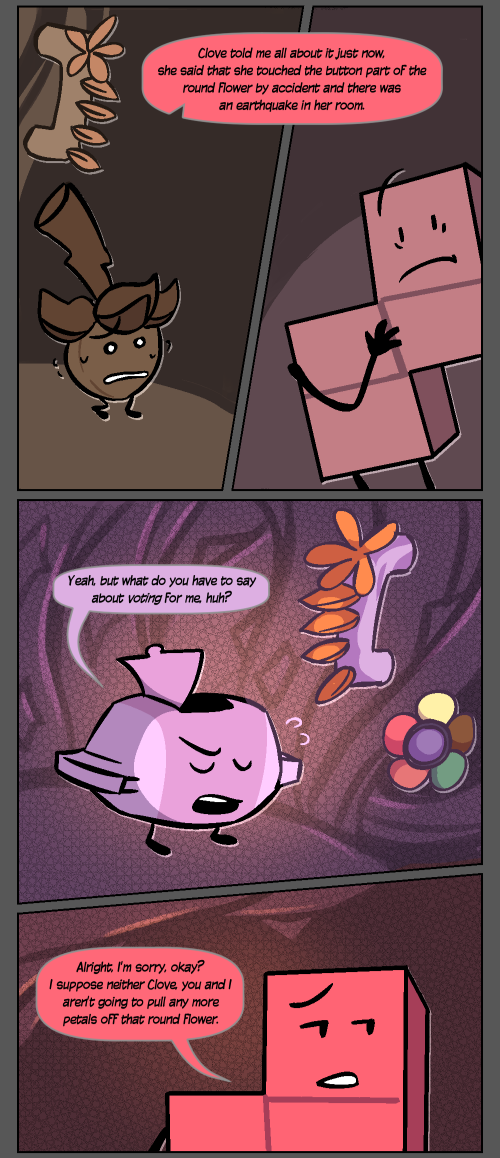 Clove told me all about it just now,
she said that she touched the button part of the
round flower by accident and there was
an earthquake in her room.
Yeah, but what do you have to say
about voting for me, huh?
Alright, I'm sorry, okay?
I suppose neither Clove, you and I
aren't going to pull any more
petals off that round flower.